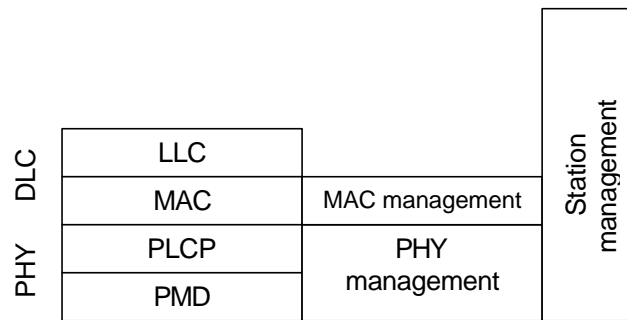 DLC
PHY
LLC
MAC
PLCP
PMD
MAC management
PHY
management
Station
management